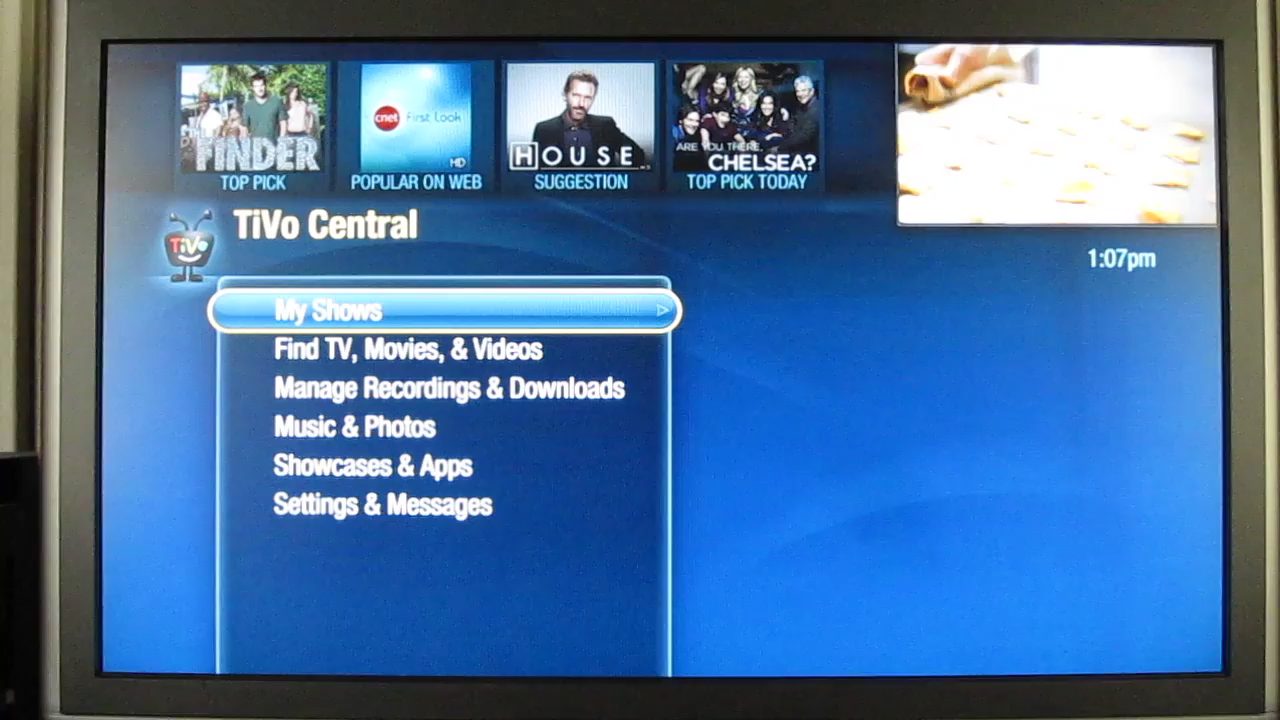 FINDER
TOP PICK
cnet First Look
HD
POPULAR ON WEB
HOUSE
SUGGESTION
ARE YOU THERE,
CHELSEA?
TOP PICK TODAY
TiVo
TiVo Central
1:07pm
My Shows
Find TV, Movies, & Videos
Manage Recordings & Downloads
Music & Photos
Showcases & Apps
Settings & Messages